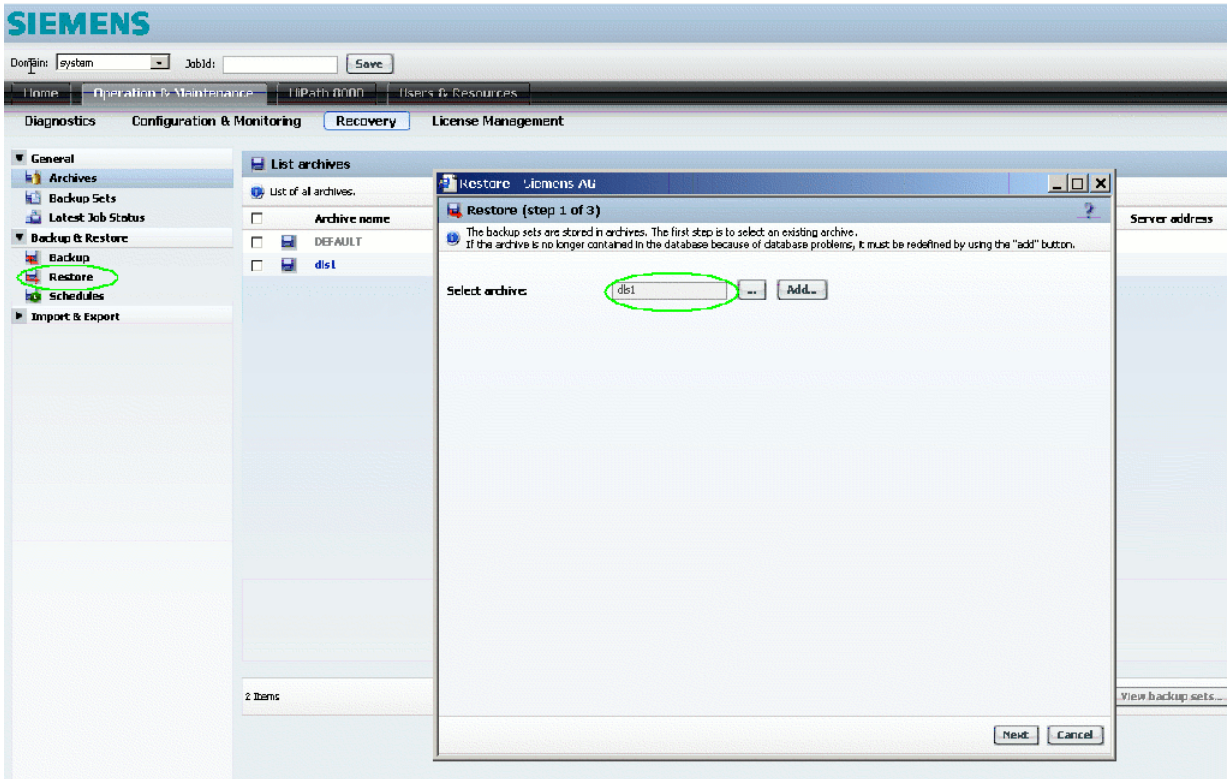 SIEMENS
Domain: system JobId: Save
Home Operation & Maintenance HiPath 8000 Users & Resources
Diagnostics Configuration & Monitoring Recovery License Management
General
Archives
Backup Sets
Latest Job Status
Backup & Restore
Backup
Restore
Schedules
Import & Export
List archives
List of all archives.
Archive name
DEFAULT
dls1
2 Items
Restore - Siemens AG
Restore (step 1 of 3)
?
The backup sets are stored in archives. The first step is to select an existing archive.
If the archive is no longer contained in the database because of database problems, it must be redefined by using the "add" button.
Select archive: dls1 ... Add...
Next Cancel
Server address
View backup sets...